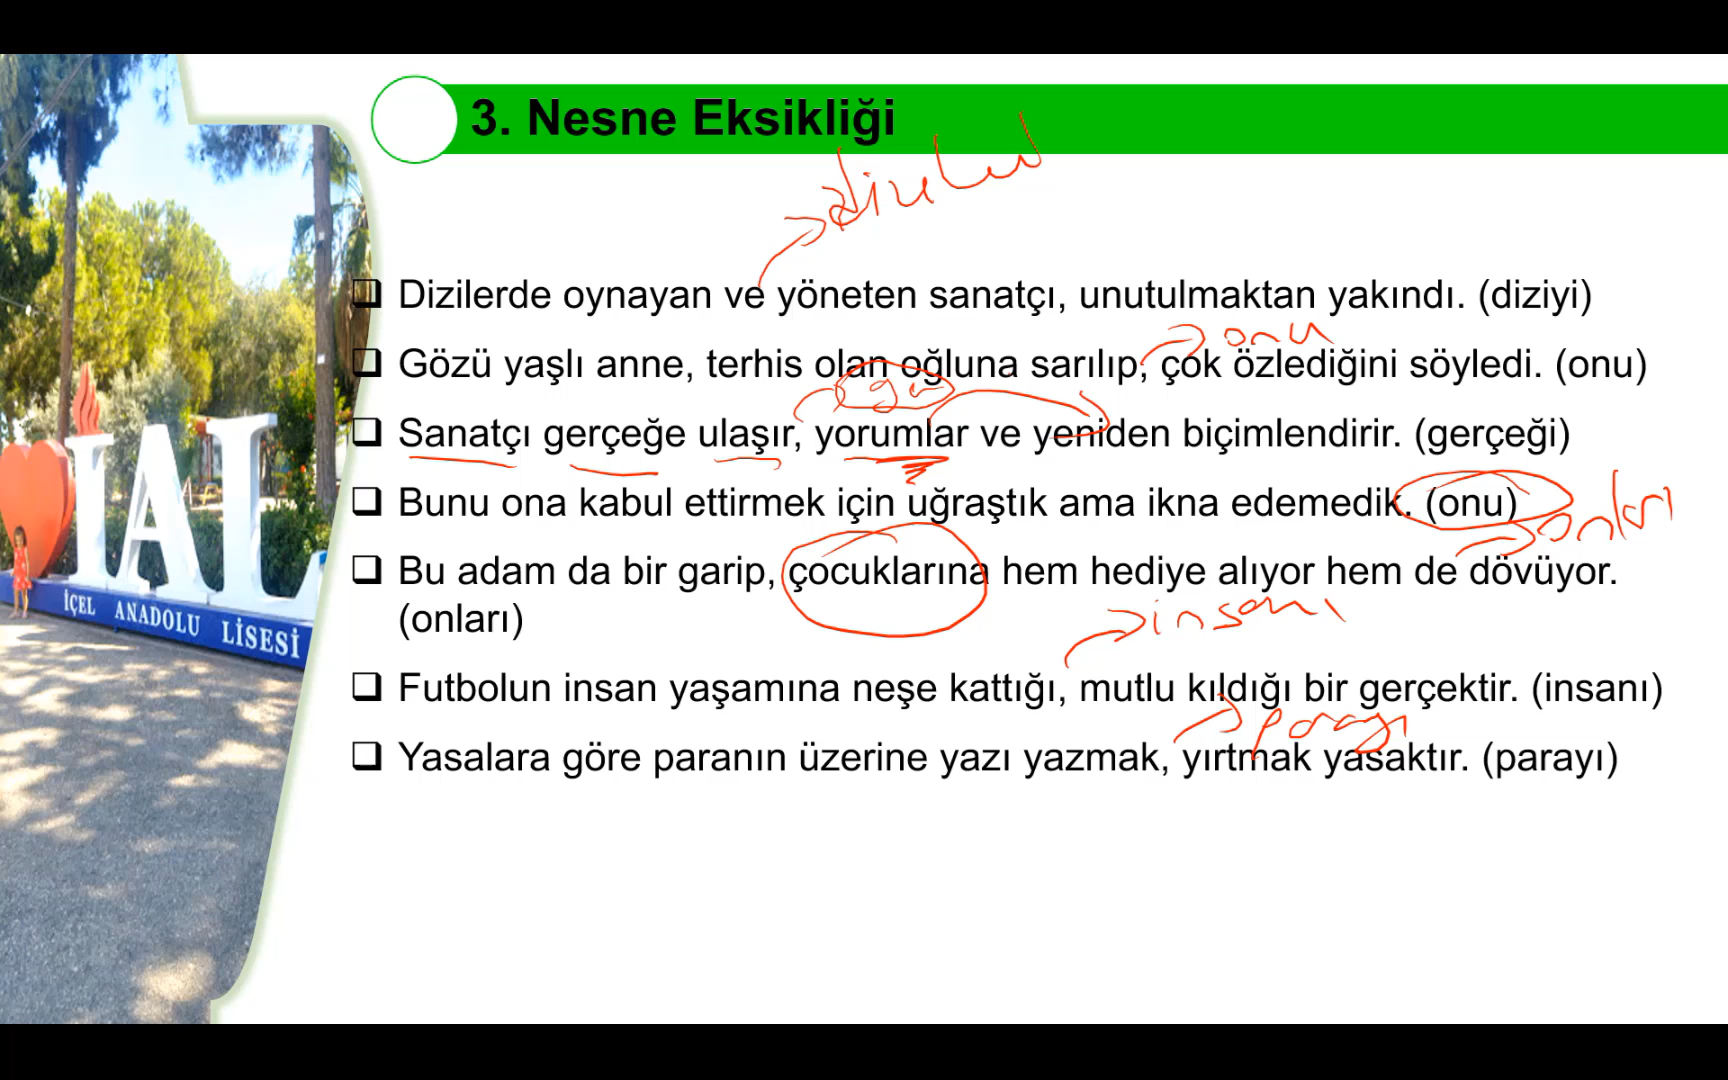 3. Nesne Eksikliği
❑ Dizilerde oynayan ve yöneten sanatçı, unutulmaktan yakındı. (diziyi)
onu
❑ Gözü yaşlı anne, terhis olan oğluna sarılıp, çok özlediğini söyledi. (onu)
❑ Sanatçı gerçeğe ulaşır, yorumlar ve yeniden biçimlendirir. (gerçeği)
❑ Bunu ona kabul ettirmek için uğraştık ama ikna edemedik. (onu)
onları
❑ Bu adam da bir garip, çocuklarına hem hediye alıyor hem de dövüyor.
(onları)
insanı
❑ Futbolun insan yaşamına neşe kattığı, mutlu kıldığı bir gerçektir. (insanı)
parayı
❑ Yasalara göre paranın üzerine yazı yazmak, yırtmak yasaktır. (parayı)
İAL
İÇEL ANADOLU LİSESİ